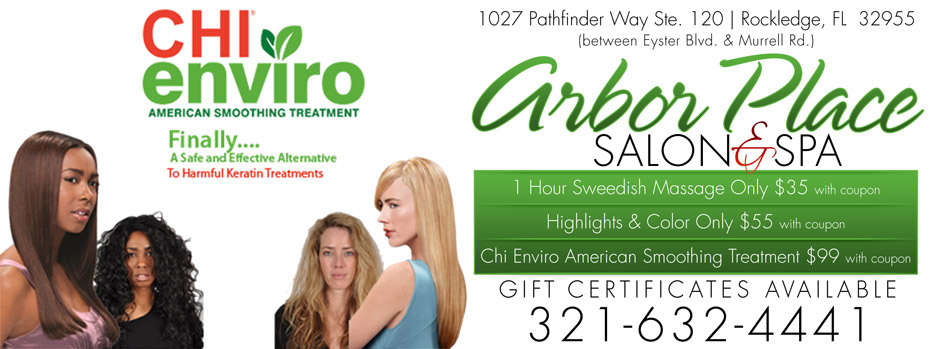 CHI
enviro
AMERICAN SMOOTHING TREATMENT
Finally....
A Safe and Effective Alternative
To Harmful Keratin Treatments
1027 Pathfinder Way Ste. 120 | Rockledge, FL 32955
(between Eyster Blvd. & Murrell Rd.)
Arbor Place
SALON & SPA
1 Hour Sweedish Massage Only $35 with coupon
Highlights & Color Only $55 with coupon
Chi Enviro American Smoothing Treatment $99 with coupon
GIFT CERTIFICATES AVAILABLE
321-632-4441